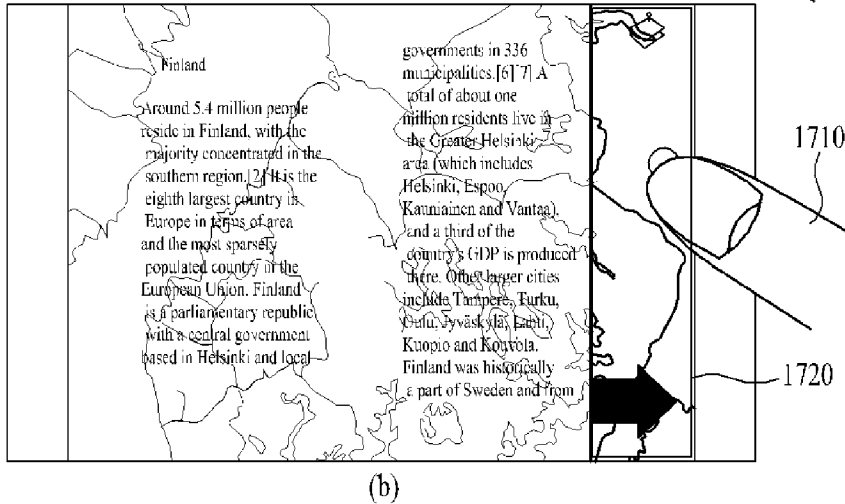 Finland
Around 5.4 million people
reside in Finland, with the
majority concentrated in the
southern region.[2] It is the
eighth largest country in
Europe in terms of area
and the most sparsely
populated country in the
European Union. Finland
is a parliamentary republic
with a central government
based in Helsinki and local
governments in 336
municipalities.[6][7] A
total of about one
million residents live in
the Greater Helsinki
area (which includes
Helsinki, Espoo,
Kauniainen and Vantaa),
and a third of the
country's GDP is produced
there. Other larger cities
include Tampere, Turku,
Oulu, Jyväskylä, Lahti,
Kuopio and Kouvola.
Finland was historically
a part of Sweden and from
1710
1720
(b)